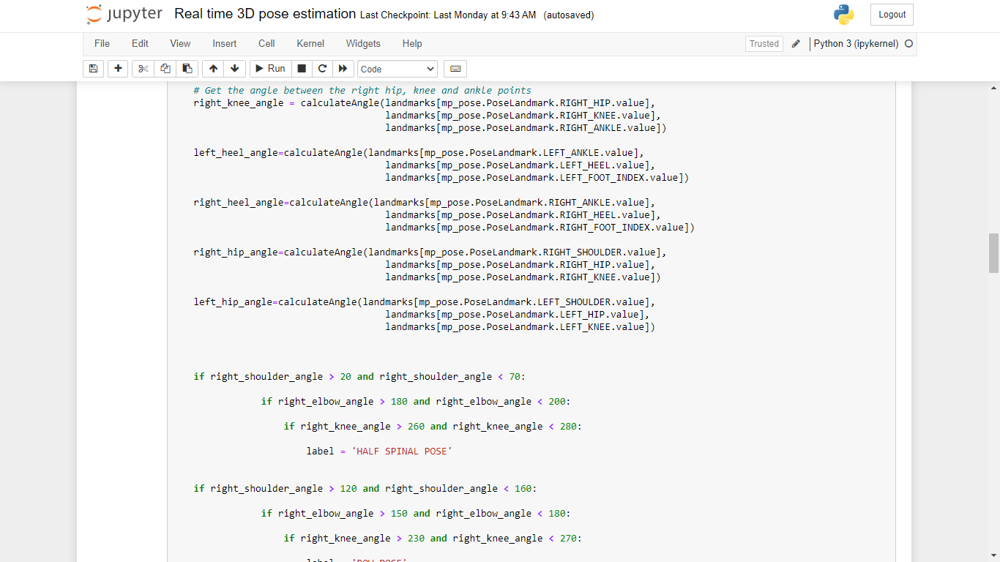 jupyter Real time 3D pose estimation Last Checkpoint: Last Monday at 9:43 AM (autosaved) Logout
File Edit View Insert Cell Kernel Widgets Help Trusted Python 3 (ipykernel)
Run Code
# Get the angle between the right hip, knee and ankle points
right_knee_angle = calculateAngle(landmarks[mp_pose.PoseLandmark.RIGHT_HIP.value],
landmarks[mp_pose.PoseLandmark.RIGHT_KNEE.value],
landmarks[mp_pose.PoseLandmark.RIGHT_ANKLE.value])
left_heel_angle=calculateAngle(landmarks[mp_pose.PoseLandmark.LEFT_ANKLE.value],
landmarks[mp_pose.PoseLandmark.LEFT_HEEL.value],
landmarks[mp_pose.PoseLandmark.LEFT_FOOT_INDEX.value])
right_heel_angle=calculateAngle(landmarks[mp_pose.PoseLandmark.RIGHT_ANKLE.value],
landmarks[mp_pose.PoseLandmark.RIGHT_HEEL.value],
landmarks[mp_pose.PoseLandmark.RIGHT_FOOT_INDEX.value])
right_hip_angle=calculateAngle(landmarks[mp_pose.PoseLandmark.RIGHT_SHOULDER.value],
landmarks[mp_pose.PoseLandmark.RIGHT_HIP.value],
landmarks[mp_pose.PoseLandmark.RIGHT_KNEE.value])
left_hip_angle=calculateAngle(landmarks[mp_pose.PoseLandmark.LEFT_SHOULDER.value],
landmarks[mp_pose.PoseLandmark.LEFT_HIP.value],
landmarks[mp_pose.PoseLandmark.LEFT_KNEE.value])
if right_shoulder_angle > 20 and right_shoulder_angle < 70:
if right_elbow_angle > 180 and right_elbow_angle < 200:
if right_knee_angle > 260 and right_knee_angle < 280:
label = 'HALF SPINAL POSE'
if right_shoulder_angle > 120 and right_shoulder_angle < 160:
if right_elbow_angle > 150 and right_elbow_angle < 180:
if right_knee_angle > 230 and right_knee_angle < 270:
label = 'BOW POSE'